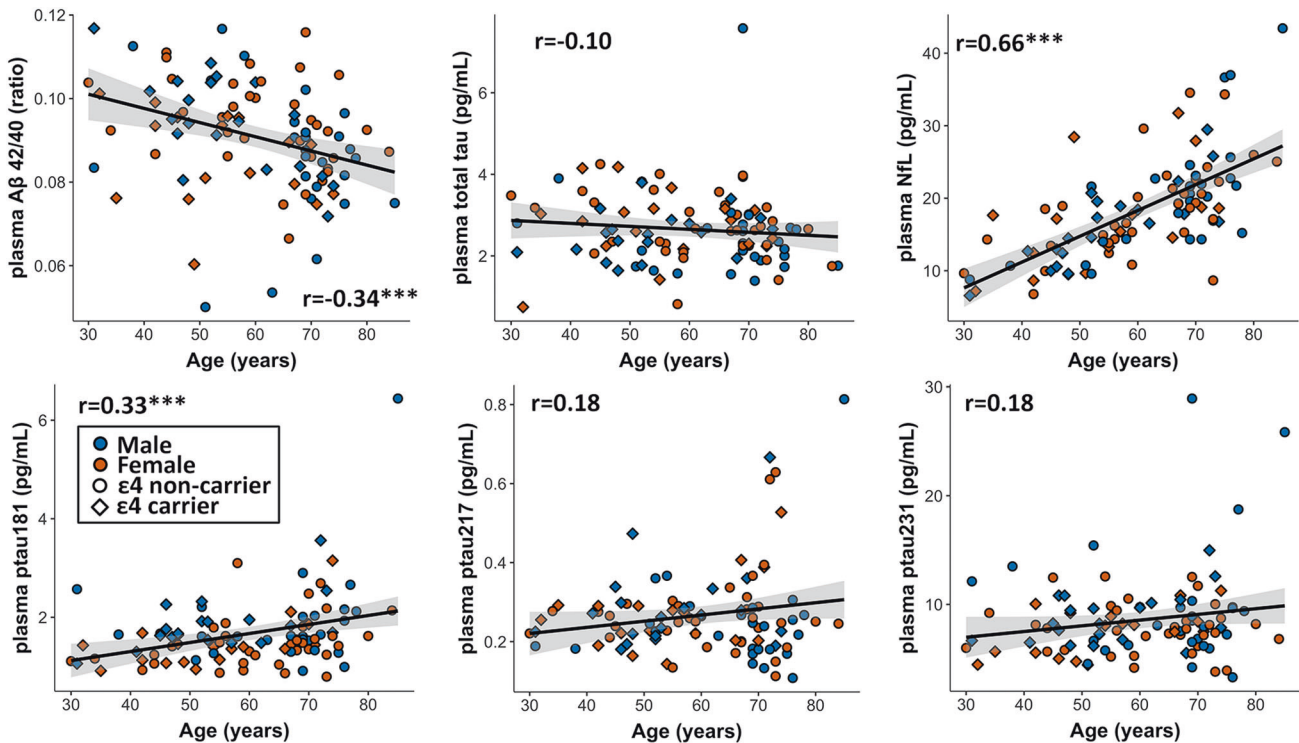 plasma Aβ 42/40 (ratio)
0.12
0.10
0.08
0.06
r=-0.34***
30 40 50 60 70 80
Age (years)
plasma total tau (pg/mL)
8
6
4
2
r=-0.10
30 40 50 60 70 80
Age (years)
plasma NfL (pg/mL)
40
30
20
10
r=0.66***
30 40 50 60 70 80
Age (years)
plasma ptau181 (pg/mL)
6
4
2
r=0.33***
Male
Female
ε4 non-carrier
ε4 carrier
30 40 50 60 70 80
Age (years)
plasma ptau217 (pg/mL)
0.8
0.6
0.4
0.2
r=0.18
30 40 50 60 70 80
Age (years)
plasma ptau231 (pg/mL)
30
20
10
r=0.18
30 40 50 60 70 80
Age (years)